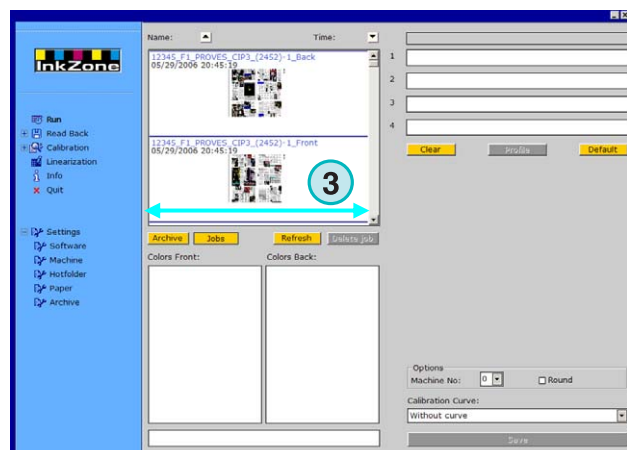 InkZone
Run
Read Back
Calibration
Linearization
Info
Quit
Settings
Software
Machine
Hotfolder
Paper
Archive
Name: Time:
12345_F1_PROVES_CIP3_(2452)-1_Back
05/29/2006 20:45:19
12345_F1_PROVES_CIP3_(2452)-1_Front
05/29/2006 20:45:19
3
Archive Jobs Refresh Delete job
Colors Front: Colors Back:
1
2
3
4
Clear Profile Default
Options
Machine No: 0 Round
Calibration Curve:
Without curve
Save